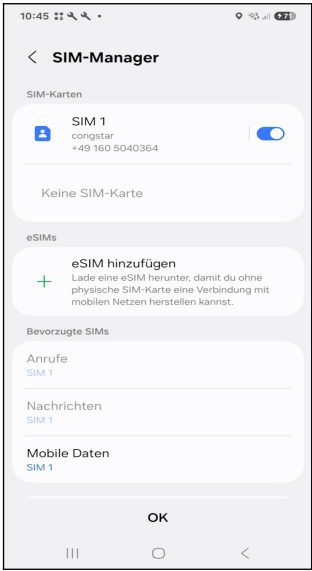 10:45
71
SIM-Manager
SIM-Karten
SIM 1
congstar
+49 160 5040364
Keine SIM-Karte
eSIMs
eSIM hinzufügen
Lade eine eSIM herunter, damit du ohne
physische SIM-Karte eine Verbindung mit
mobilen Netzen herstellen kannst.
Bevorzugte SIMs
Anrufe
SIM 1
Nachrichten
SIM 1
Mobile Daten
SIM 1
OK